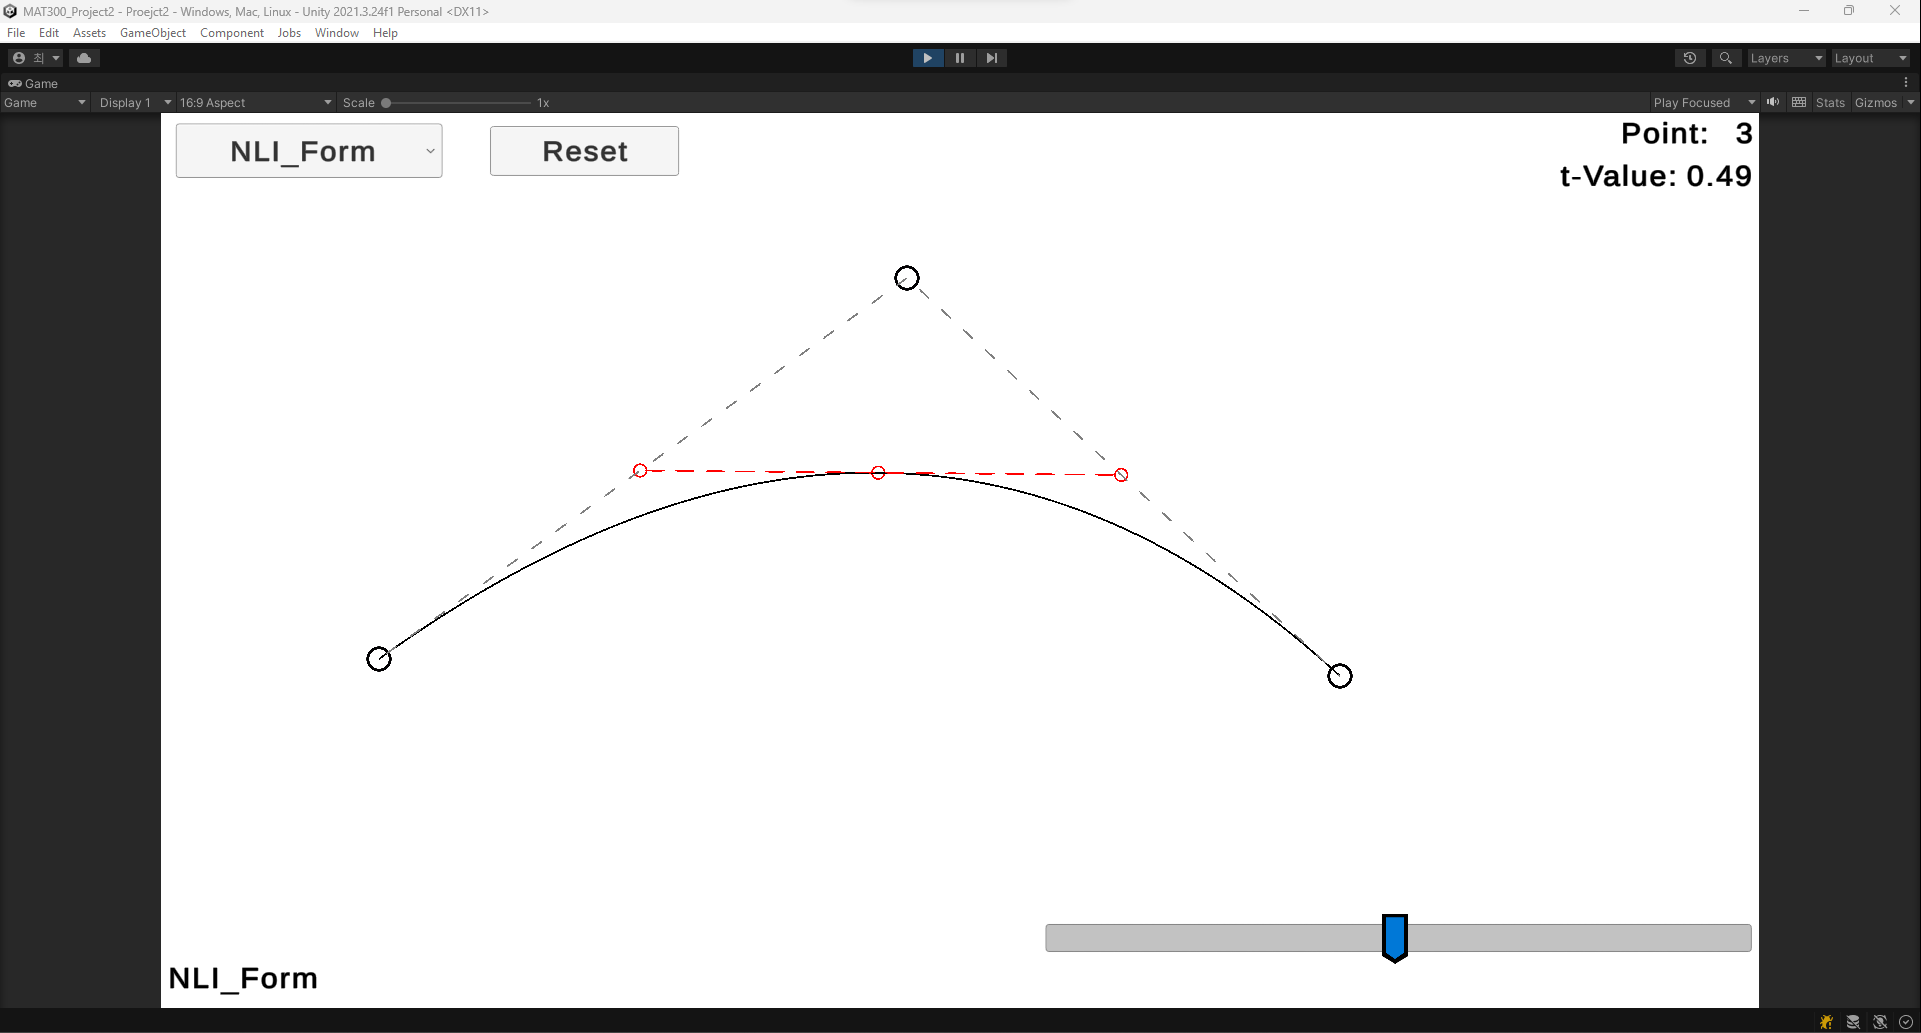 MAT300_Project2 - Proejct2 - Windows, Mac, Linux - Unity 2021.3.24f1 Personal <DX11>
File Edit Assets GameObject Component Jobs Window Help
최 Layers Layout
Game
Game Display 1 16:9 Aspect Scale 1x Play Focused Stats Gizmos
NLI_Form Reset Point: 3
t-Value: 0.49
NLI_Form